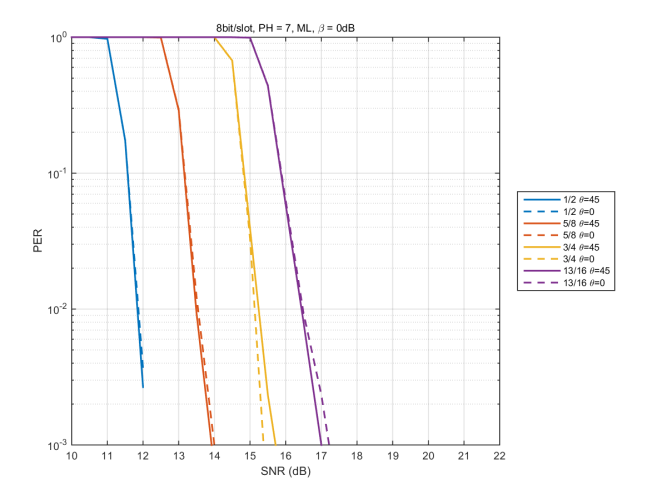 8bit/slot, PH = 7, ML, β = 0dB
10^0
10^-1
10^-2
10^-3
PER
10 11 12 13 14 15 16 17 18 19 20 21 22
SNR (dB)
1/2 θ=45
1/2 θ=0
5/8 θ=45
5/8 θ=0
3/4 θ=45
3/4 θ=0
13/16 θ=45
13/16 θ=0